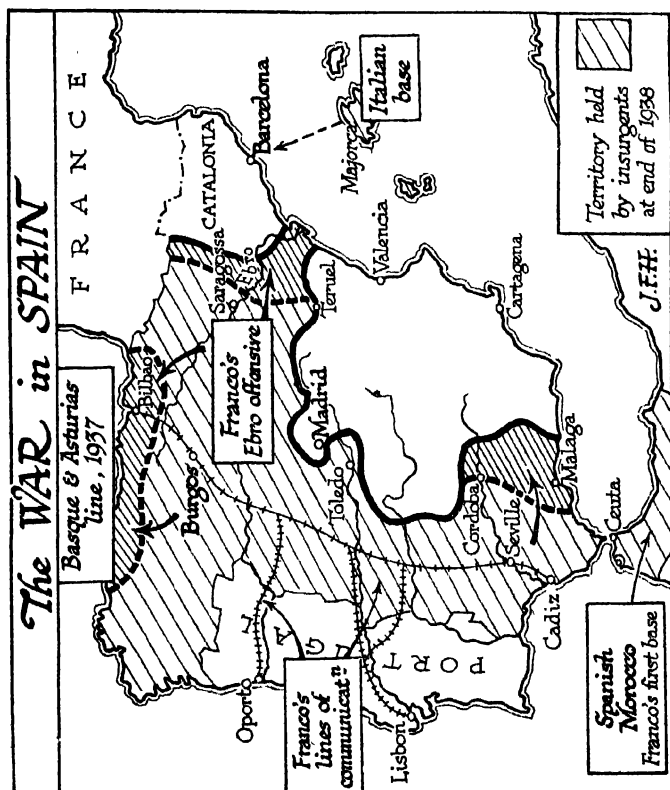 The WAR in SPAIN
FRANCE
Basque & Asturias
line, 1937
Bilbao
Burgos
Saragossa
Ebro
CATALONIA
Barcelona
Franco's
Ebro offensive
Majorca
Italian
base
Teruel
Valencia
Madrid
Toledo
Oporto
PORTUGAL
Franco's
lines of
communicatn
Lisbon
Cordoba
Seville
Cartagena
Malaga
Cadiz
Ceuta
Spanish
Morocco
Franco's first base
Territory held
by insurgents
at end of 1938
J.F.H.